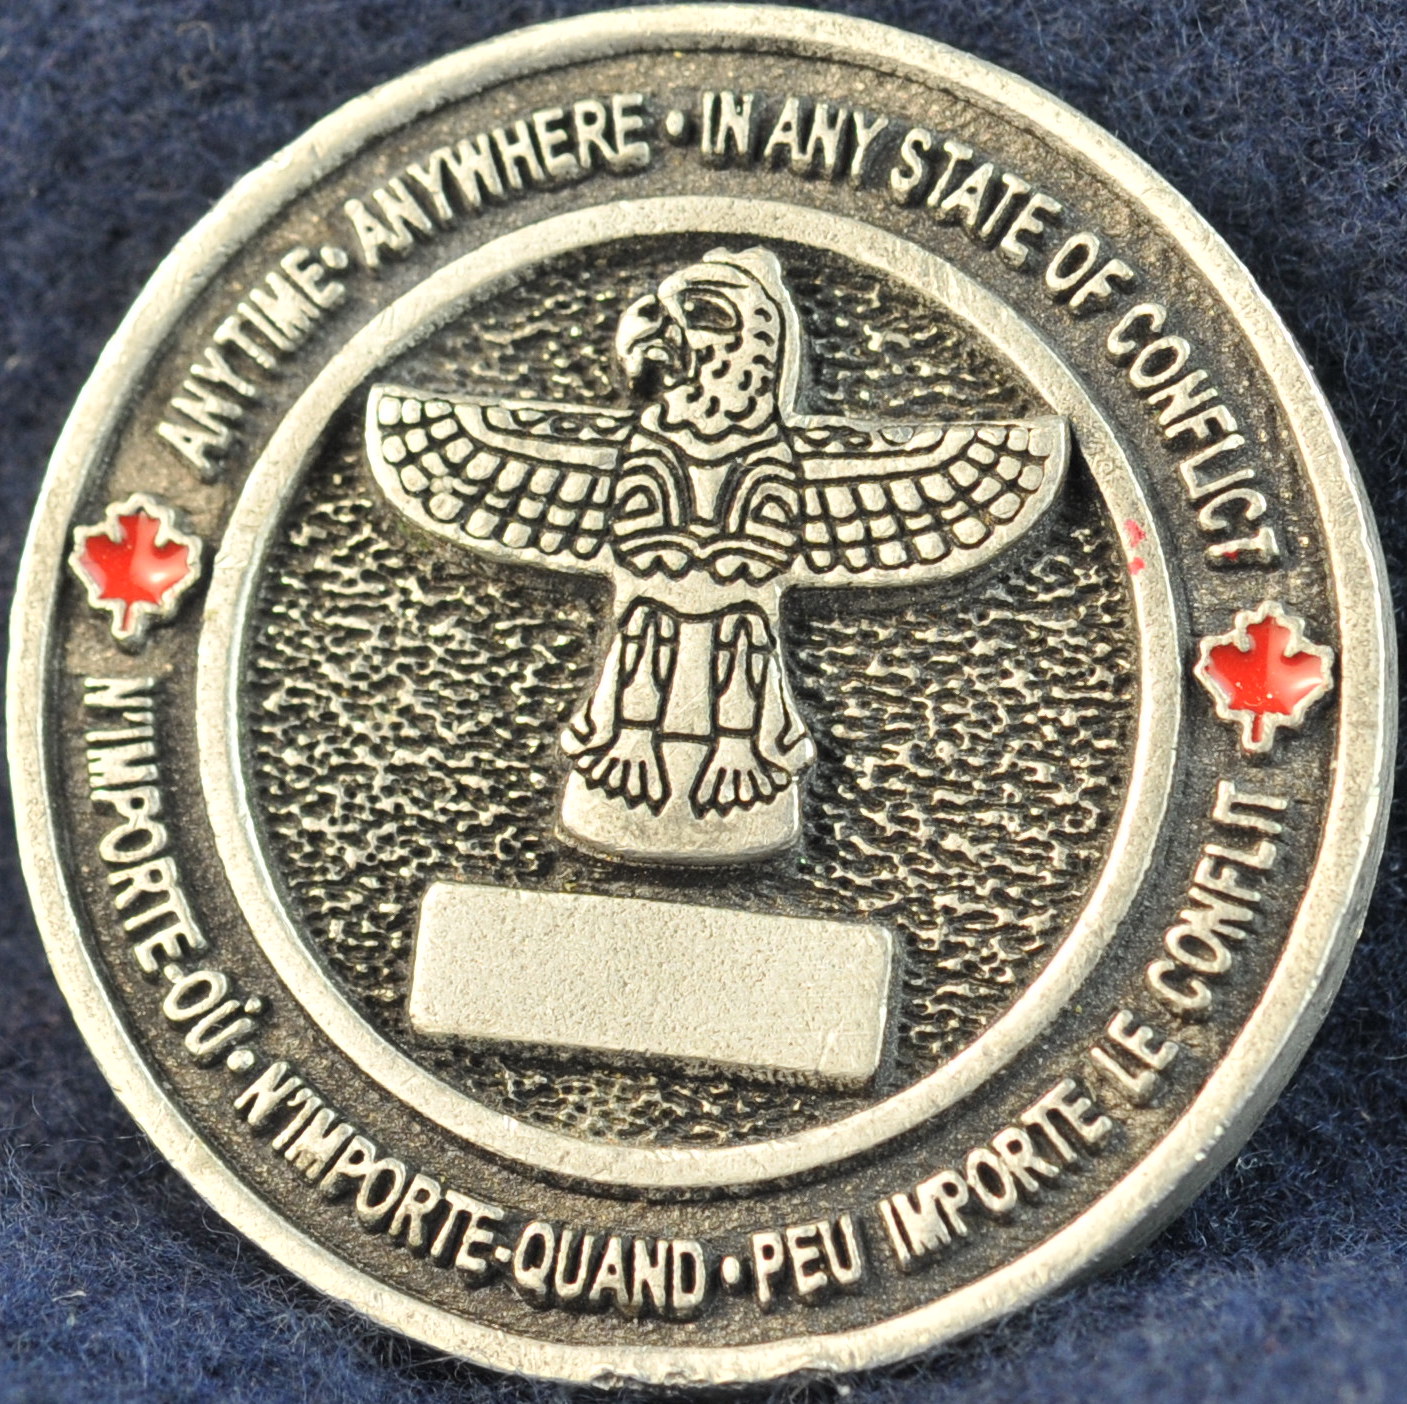 ANYTIME • ANYWHERE • IN ANY STATE OF CONFLICT
N'IMPORTE-OÙ • N'IMPORTE-QUAND • PEU IMPORTE LE CONFLIT